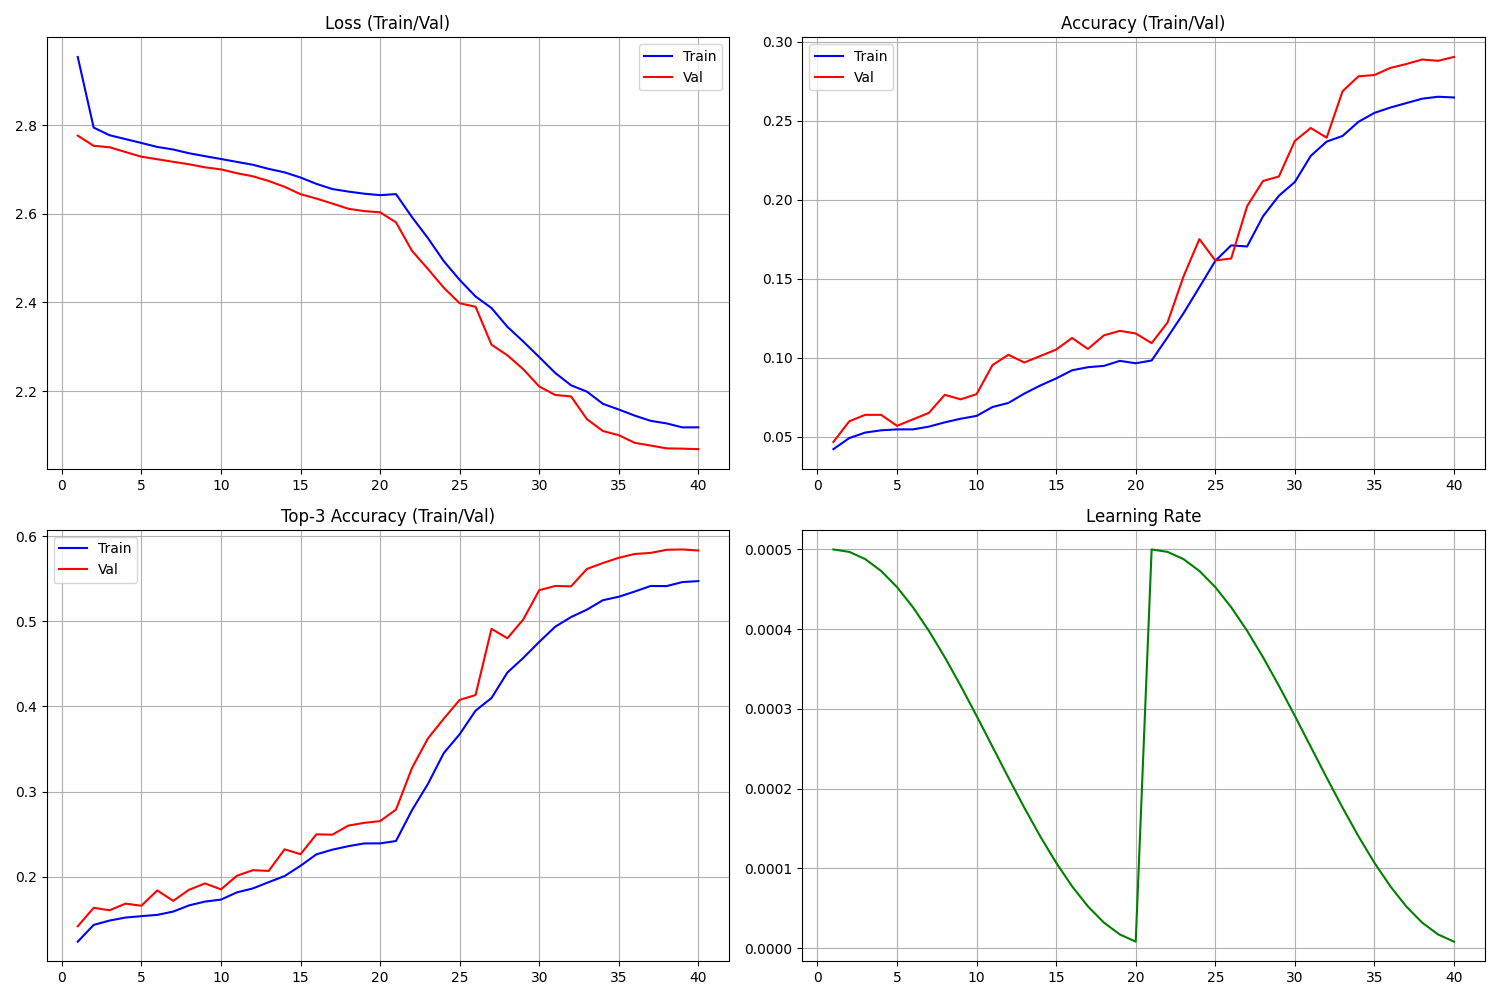 Loss (Train/Val)
Train
Val
2.8
2.6
2.4
2.2
0 5 10 15 20 25 30 35 40
Accuracy (Train/Val)
Train
Val
0.30
0.25
0.20
0.15
0.10
0.05
0 5 10 15 20 25 30 35 40
Top-3 Accuracy (Train/Val)
Train
Val
0.6
0.5
0.4
0.3
0.2
0 5 10 15 20 25 30 35 40
Learning Rate
0.0005
0.0004
0.0003
0.0002
0.0001
0.0000
0 5 10 15 20 25 30 35 40